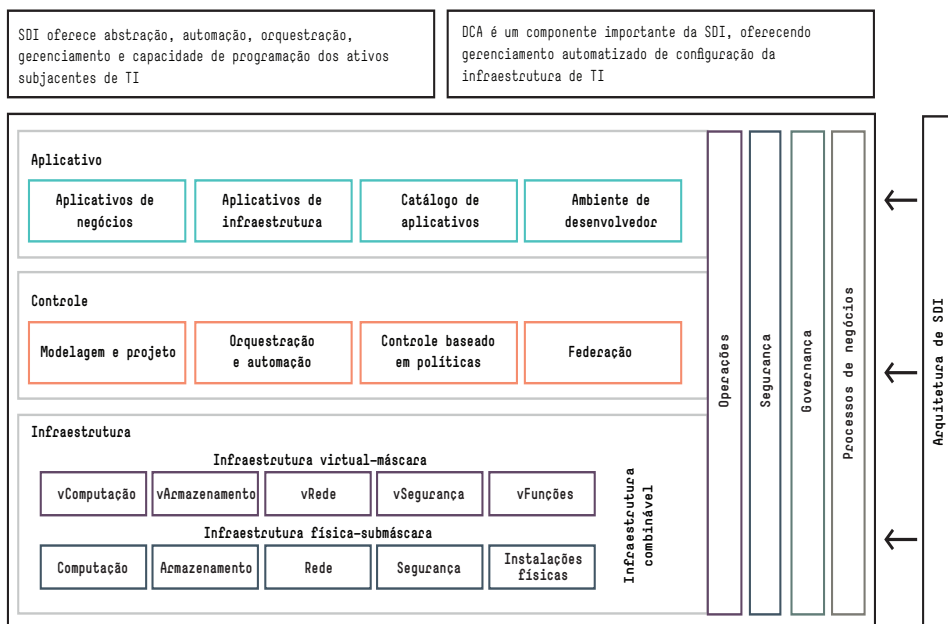 SDI oferece abstração, automação, orquestração,
gerenciamento e capacidade de programação dos ativos
subjacentes de TI
DCA é um componente importante da SDI, oferecendo
gerenciamento automatizado de configuração da
infraestrutura de TI
Aplicativo
Aplicativos de
negócios
Aplicativos de
infraestrutura
Catálogo de
aplicativos
Ambiente de
desenvolvedor
Controle
Modelagem e projeto
Orquestração
e automação
Controle baseado
em políticas
Federação
Infraestrutura
Infraestrutura virtual-máscara
vComputação
vArmazenamento
vRede
vSegurança
vFunções
Infraestrutura física-submáscara
Computação
Armazenamento
Rede
Segurança
Instalações
físicas
Infraestrutura
combinável
Operações
Segurança
Governança
Processos de negócios
Arquitetura de SDI